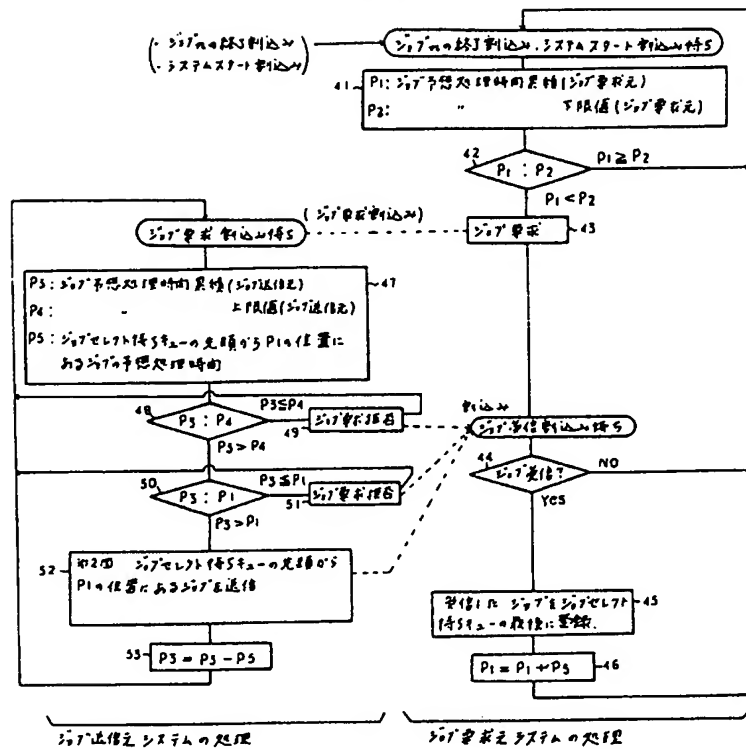 (・ジョブnの終了割込み
・システムスタート割込み)
ジョブnの終了割込み・システムスタート割込み待ち
41
P1:ジョブ予想処理時間累積(ジョブ要求元)
P2: 〃 下限値(ジョブ要求元)
42
P1 : P2
P1≧P2
P1<P2
ジョブ要求
43
(ジョブ要求割込み)
ジョブ要求割込み待ち
P3:ジョブ予想処理時間累積(ジョブ送信元)
P4 〃 上限値(ジョブ送信元)
P5:ジョブセレクト待ちキューの先頭からP1の位置に
あるジョブの予想処理時間
47
48
P3 : P4
P3≦P4
49
ジョブ要求拒否
P3>P4
50
P3 : P1
P3≦P1
51
ジョブ要求拒否
P3>P1
52
ジョブセレクト待ちキューの先頭から
P1の位置にあるジョブを返信
53
P3 = P3 - P5
割込み
ジョブ受信割込み待ち
44
ジョブ受信?
NO
YES
受信した ジョブをジョブセレクト
待ちキューの最後に登録.
45
P1 = P1 + P5
46
ジョブ送信元システムの処理
ジョブ要求元システムの処理